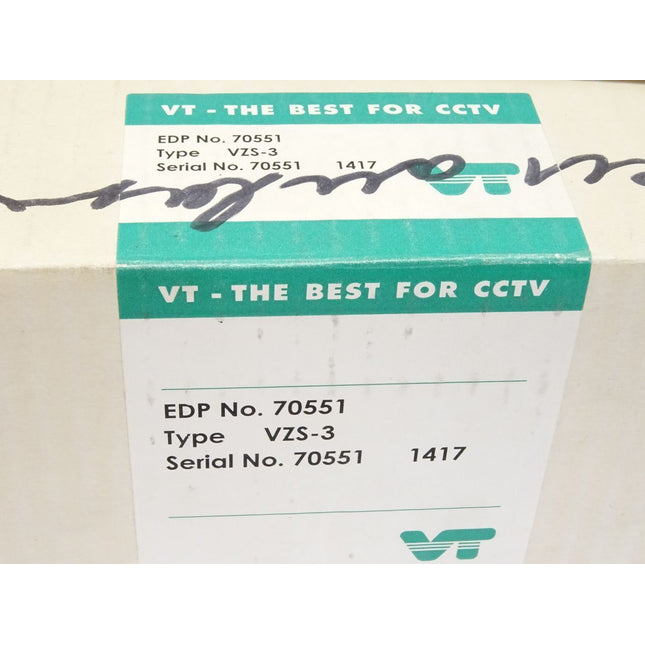 VT - THE BEST FOR CCTV
EDP No. 70551
Type VZS-3
Serial No. 70551 1417
VT
VT - THE BEST FOR CCTV
EDP No. 70551
Type VZS-3
Serial No. 70551 1417
VT